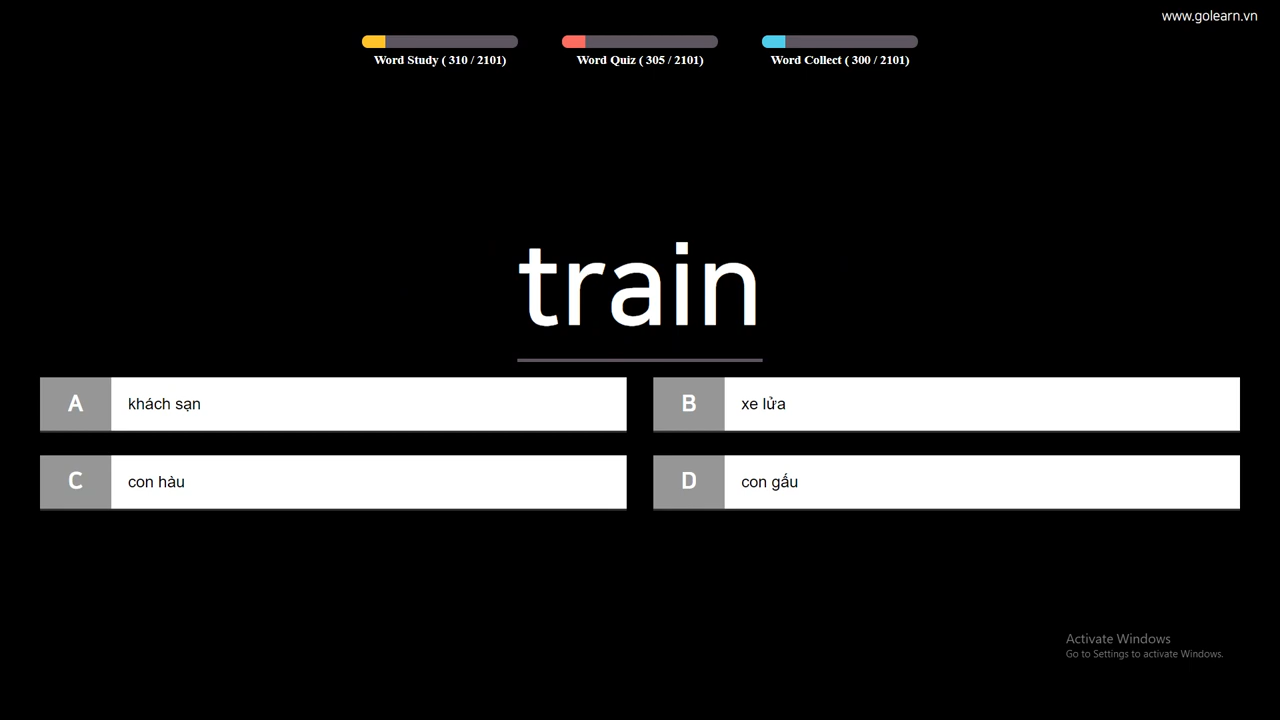 www.golearn.vn
Word Study ( 310 / 2101)
Word Quiz ( 305 / 2101)
Word Collect ( 300 / 2101)
train
A khách sạn
B xe lửa
C con hàu
D con gấu
Activate Windows
Go to Settings to activate Windows.